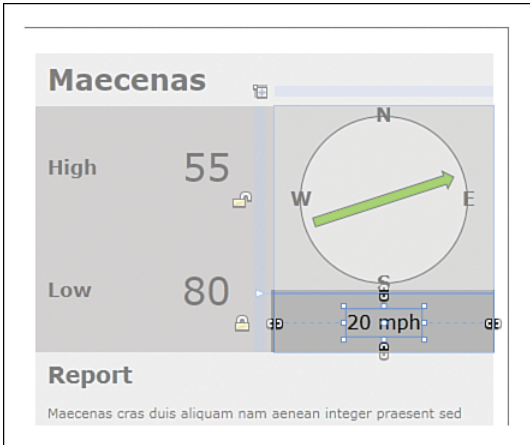 Maecenas
N
High 55
W E
Low 80
S
20 mph
Report
Maecenas cras duis aliquam nam aenean integer praesent sed